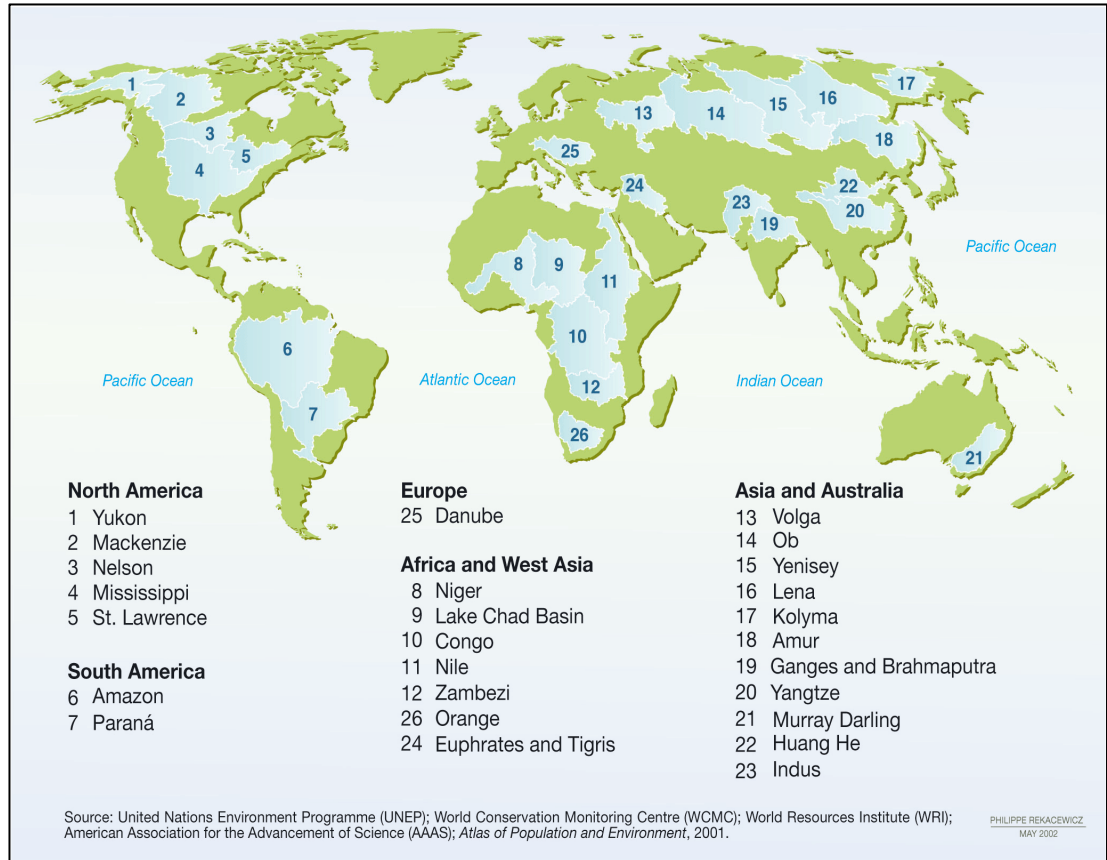 1
2
3
4
5
6
7
8
9
10
11
12
13
14
15
16
17
18
19
20
21
22
23
24
25
26
Pacific Ocean
Atlantic Ocean
Indian Ocean
Pacific Ocean
North America
1 Yukon
2 Mackenzie
3 Nelson
4 Mississippi
5 St. Lawrence
South America
6 Amazon
7 Paraná
Europe
25 Danube
Africa and West Asia
8 Niger
9 Lake Chad Basin
10 Congo
11 Nile
12 Zambezi
26 Orange
24 Euphrates and Tigris
Asia and Australia
13 Volga
14 Ob
15 Yenisey
16 Lena
17 Kolyma
18 Amur
19 Ganges and Brahmaputra
20 Yangtze
21 Murray Darling
22 Huang He
23 Indus
Source: United Nations Environment Programme (UNEP); World Conservation Monitoring Centre (WCMC); World Resources Institute (WRI);
American Association for the Advancement of Science (AAAS); Atlas of Population and Environment, 2001.
PHILIPPE REKACEWICZ
MAY 2002